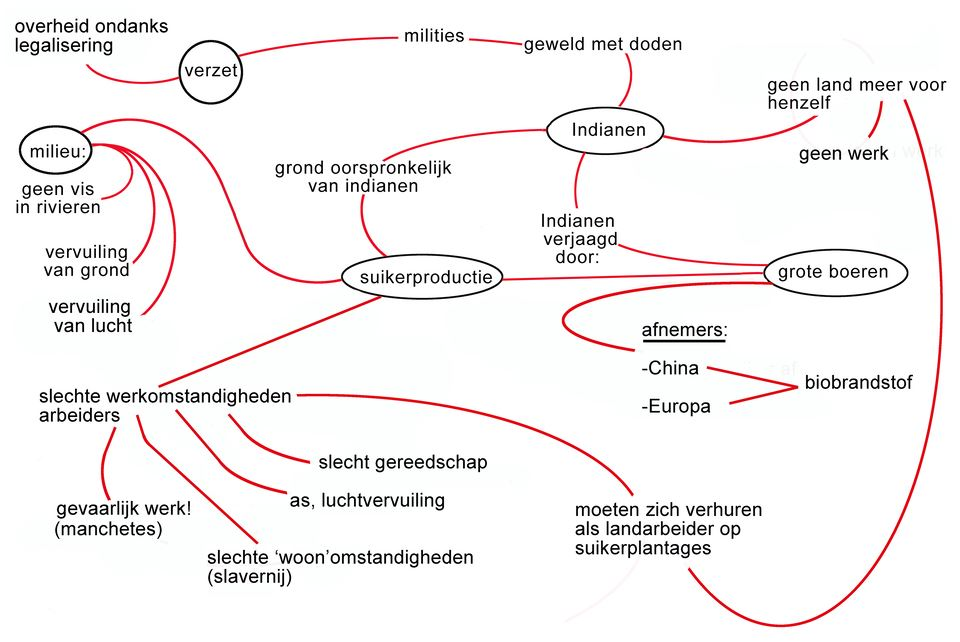 overheid ondanks
legalisering
verzet
milities
geweld met doden
geen land meer voor
henzelf
geen werk
Indianen
milieu:
geen vis
in rivieren
vervuiling
van grond
vervuiling
van lucht
grond oorspronkelijk
van indianen
Indianen
verjaagd
door:
suikerproductie
grote boeren
afnemers:
-China
-Europa
biobrandstof
slechte werkomstandigheden
arbeiders
slecht gereedschap
as, luchtvervuiling
gevaarlijk werk!
(manchetes)
slechte ‘woon’omstandigheden
(slavernij)
moeten zich verhuren
als landarbeider op
suikerplantages